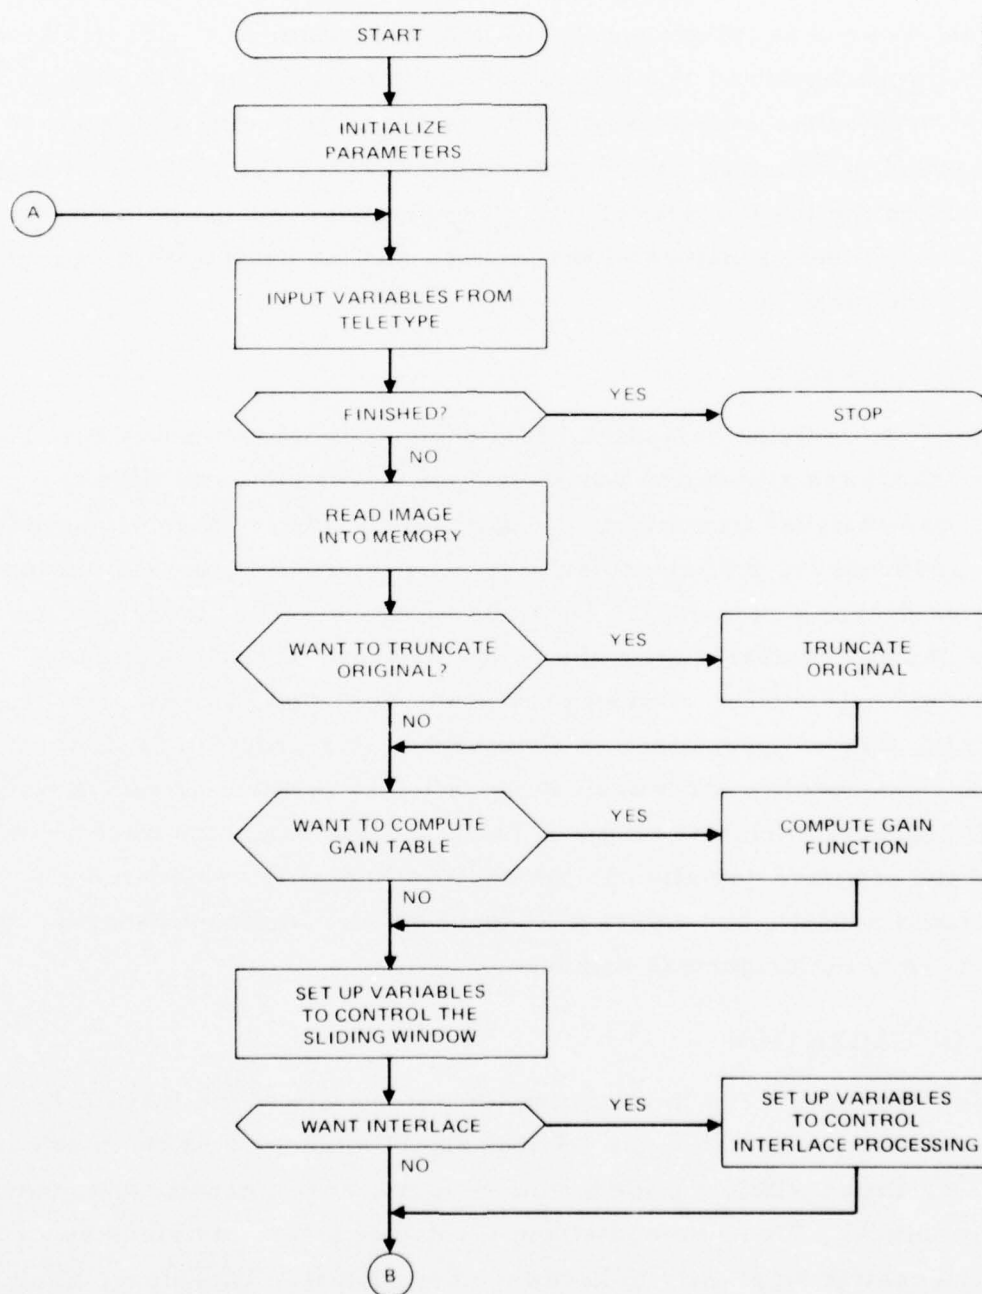 START
INITIALIZE
PARAMETERS
A
INPUT VARIABLES FROM
TELETYPE
FINISHED?
YES
STOP
NO
READ IMAGE
INTO MEMORY
WANT TO TRUNCATE
ORIGINAL?
YES
TRUNCATE
ORIGINAL
NO
WANT TO COMPUTE
GAIN TABLE
YES
COMPUTE GAIN
FUNCTION
NO
SET UP VARIABLES
TO CONTROL THE
SLIDING WINDOW
WANT INTERLACE
YES
SET UP VARIABLES
TO CONTROL
INTERLACE PROCESSING
NO
B